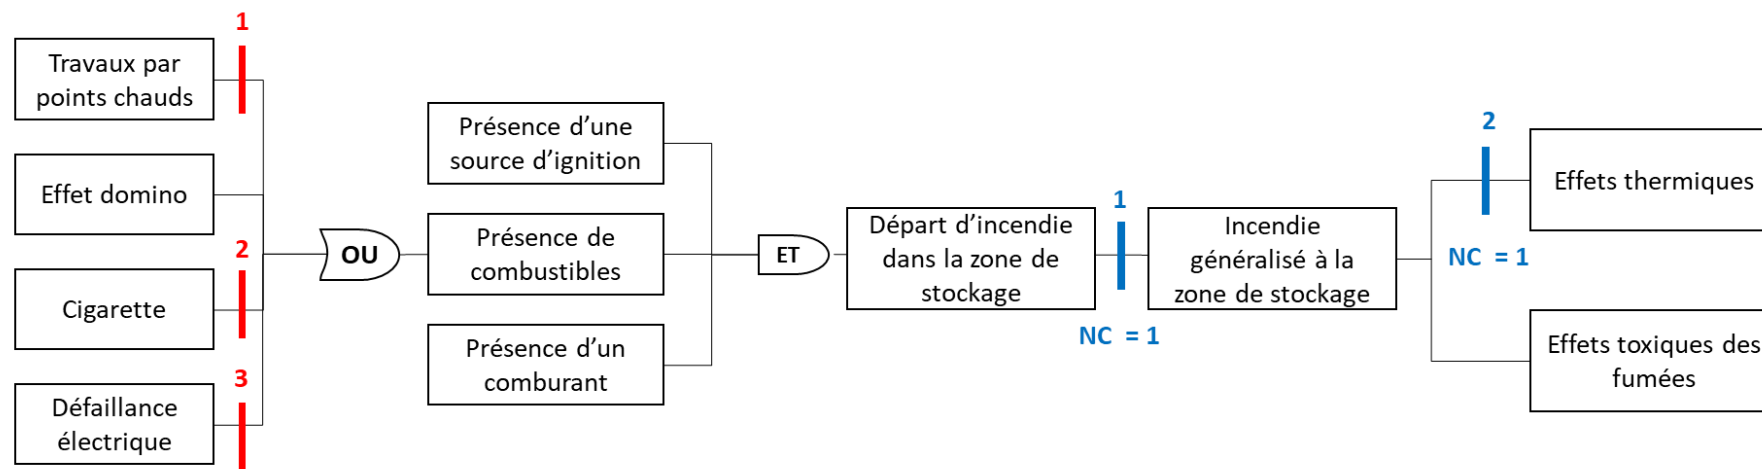 1
Travaux par
points chauds
Effet domino
2
Cigarette
3
Défaillance
électrique
OU
Présence d’une
source d’ignition
Présence de
combustibles
Présence d’un
comburant
ET
Départ d’incendie
dans la zone de
stockage
1
NC = 1
Incendie
généralisé à la
zone de stockage
2
NC = 1
Effets thermiques
Effets toxiques des
fumées